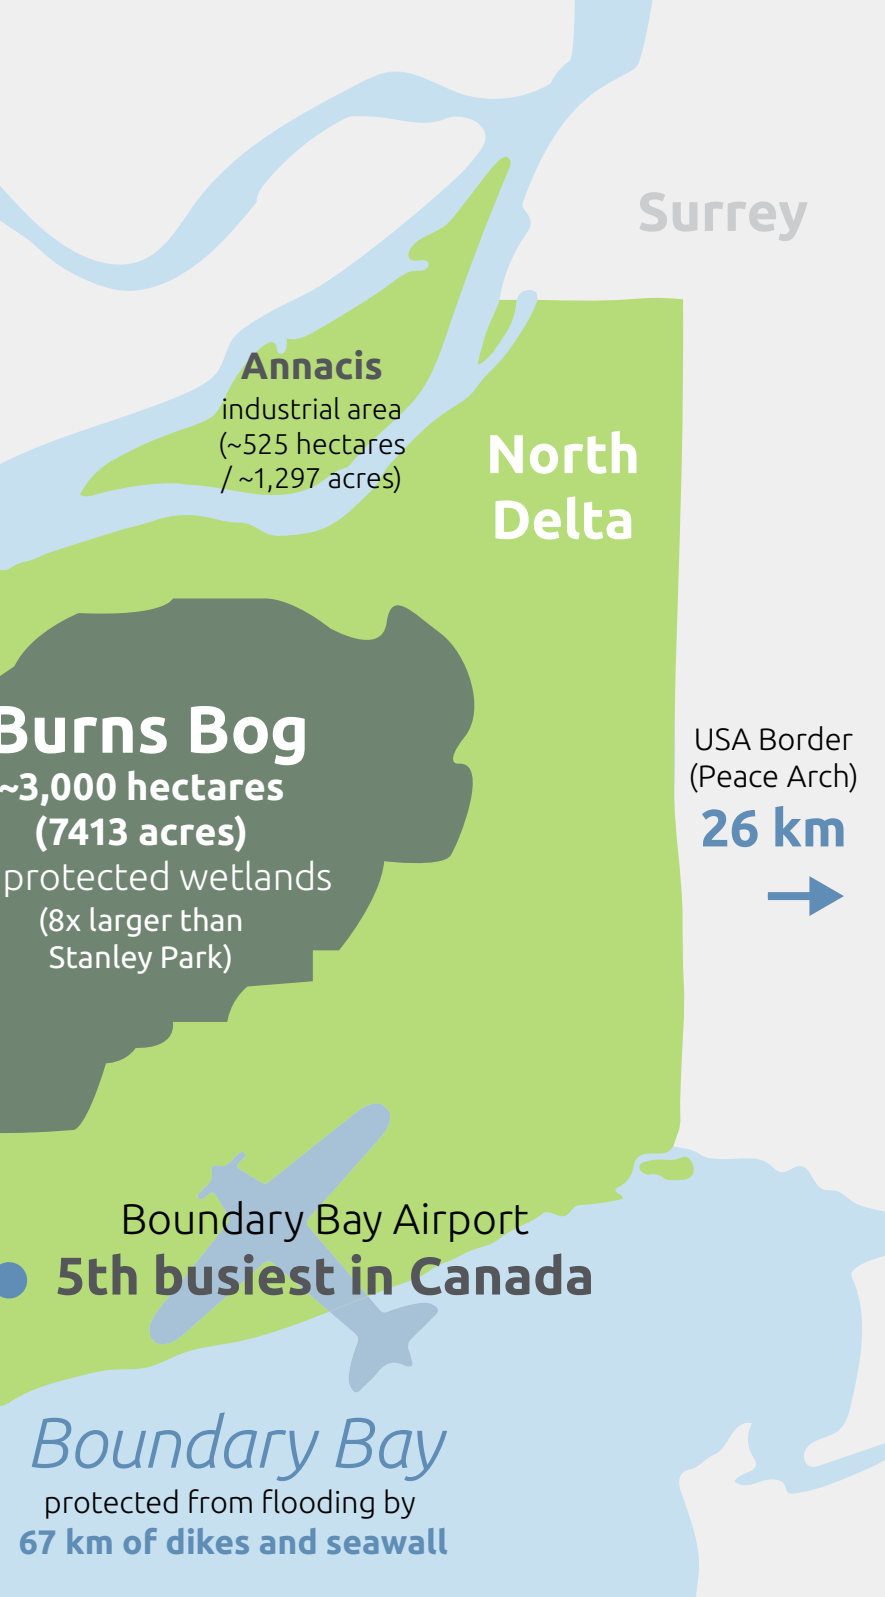 Surrey
Annacis
industrial area
(~525 hectares
/ ~1,297 acres)
North
Delta
Burns Bog
~3,000 hectares
(7413 acres)
protected wetlands
(8x larger than
Stanley Park)
USA Border
(Peace Arch)
26 km
Boundary Bay Airport
5th busiest in Canada
Boundary Bay
protected from flooding by
67 km of dikes and seawall